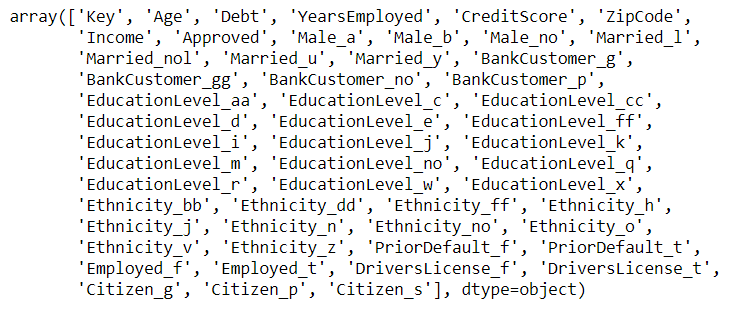 array(['Key', 'Age', 'Debt', 'YearsEmployed', 'CreditScore', 'ZipCode',
'Income', 'Approved', 'Male_a', 'Male_b', 'Male_no', 'Married_l',
'Married_nol', 'Married_u', 'Married_y', 'BankCustomer_g',
'BankCustomer_gg', 'BankCustomer_no', 'BankCustomer_p',
'EducationLevel_aa', 'EducationLevel_c', 'EducationLevel_cc',
'EducationLevel_d', 'EducationLevel_e', 'EducationLevel_ff',
'EducationLevel_i', 'EducationLevel_j', 'EducationLevel_k',
'EducationLevel_m', 'EducationLevel_no', 'EducationLevel_q',
'EducationLevel_r', 'EducationLevel_w', 'EducationLevel_x',
'Ethnicity_bb', 'Ethnicity_dd', 'Ethnicity_ff', 'Ethnicity_h',
'Ethnicity_j', 'Ethnicity_n', 'Ethnicity_no', 'Ethnicity_o',
'Ethnicity_v', 'Ethnicity_z', 'PriorDefault_f', 'PriorDefault_t',
'Employed_f', 'Employed_t', 'DriversLicense_f', 'DriversLicense_t',
'Citizen_g', 'Citizen_p', 'Citizen_s'], dtype=object)